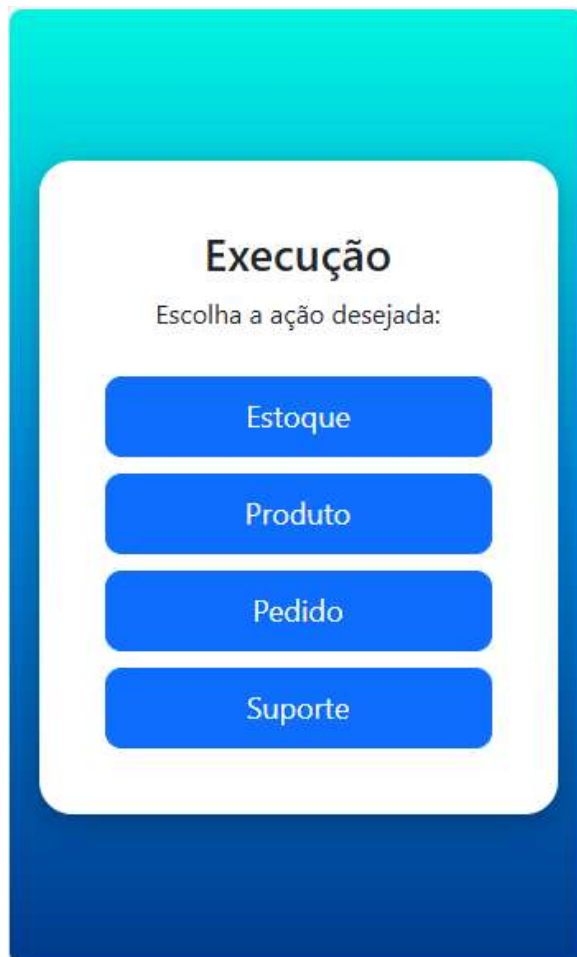 Execução
Escolha a ação desejada:
Estoque
Produto
Pedido
Suporte